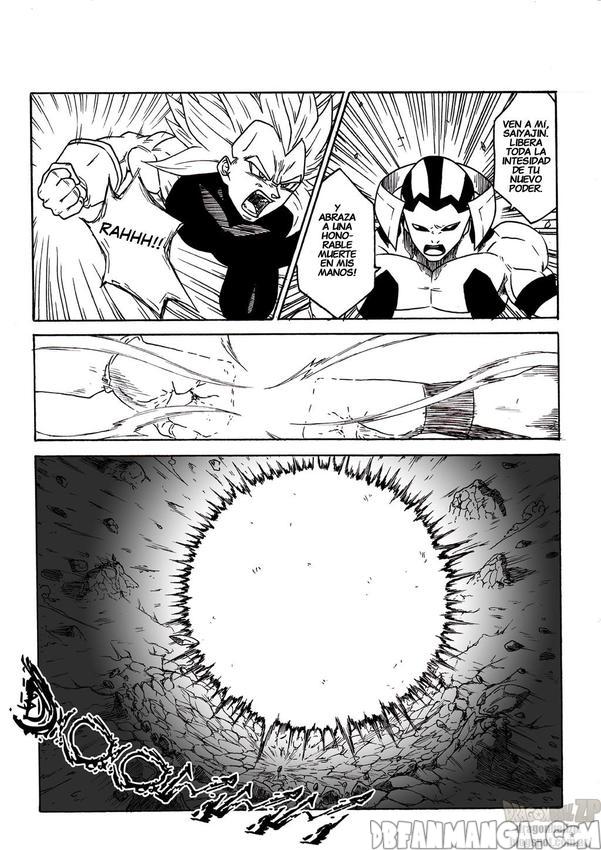 RAHHH!!
VEN A MI,
SAIYAJIN.
LIBERA
TODA LA
INTESIDAD
DE TU
NUEVO
PODER.
Y
ABRAZA
A UNA
HONO-
RABLE
MUERTE
EN MIS
MANOS!
DBFANMANGA.COM